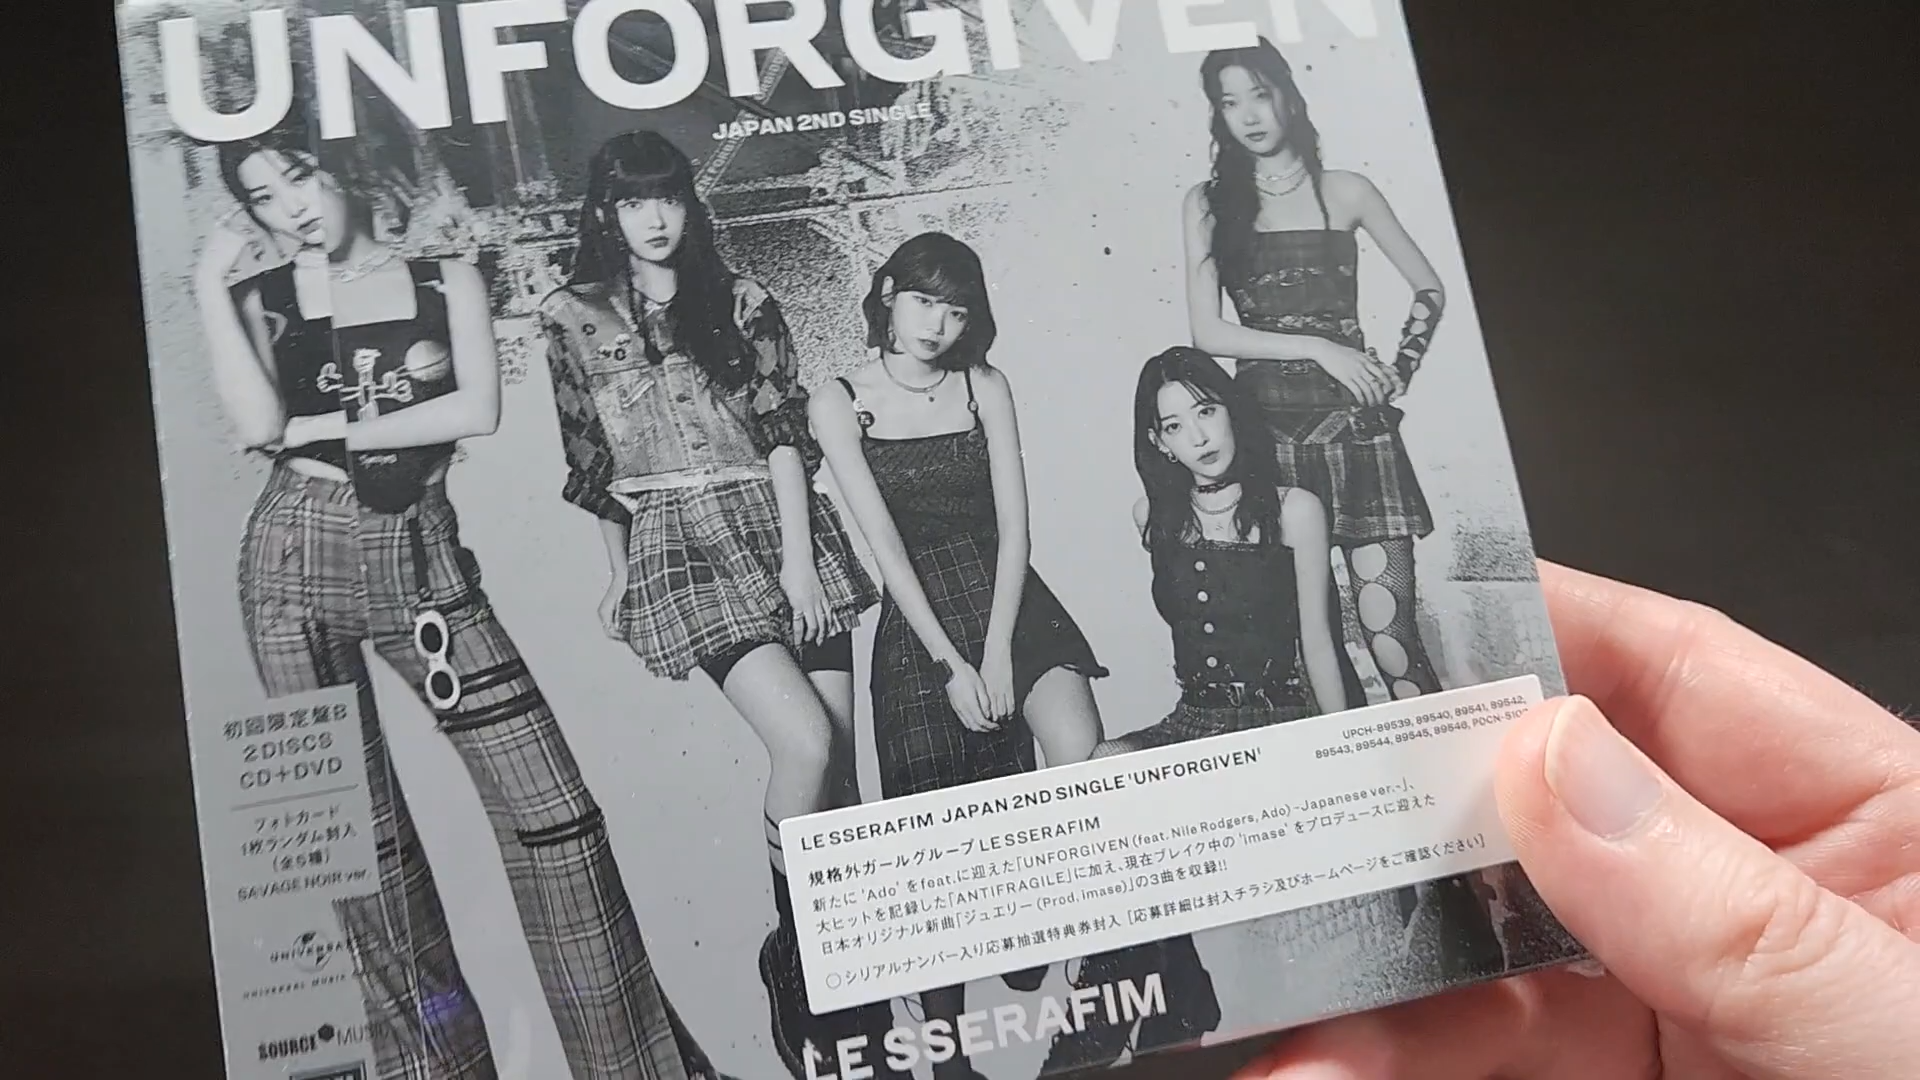 UNFORGIVEN
JAPAN 2ND SINGLE
初回限定盤B
2DISCS
CD+DVD
フォトカード
1枚ランダム封入
(全5種)
SAVAGE NOIR ver.
UNIVERSAL
UNIVERSAL MUSIC
SOURCE MUSIC
UPCH-89539, 89540, 89541, 89542,
89543, 89544, 89545, 89546, PDCN-510
LE SSERAFIM JAPAN 2ND SINGLE 'UNFORGIVEN'
規格外ガールグループ LE SSERAFIM
新たに 'Ado' をfeat.に迎えた「UNFORGIVEN (feat. Nile Rodgers, Ado) -Japanese ver.-」、
大ヒットを記録した「ANTIFRAGILE」に加え、現在ブレイク中の 'imase' をプロデュースに迎えた
日本オリジナル新曲「ジュエリー (Prod. imase)」の3曲を収録!!
○シリアルナンバー入り応募抽選特典券封入 [応募詳細は封入チラシ及びホームページをご確認ください]
LE SSERAFIM